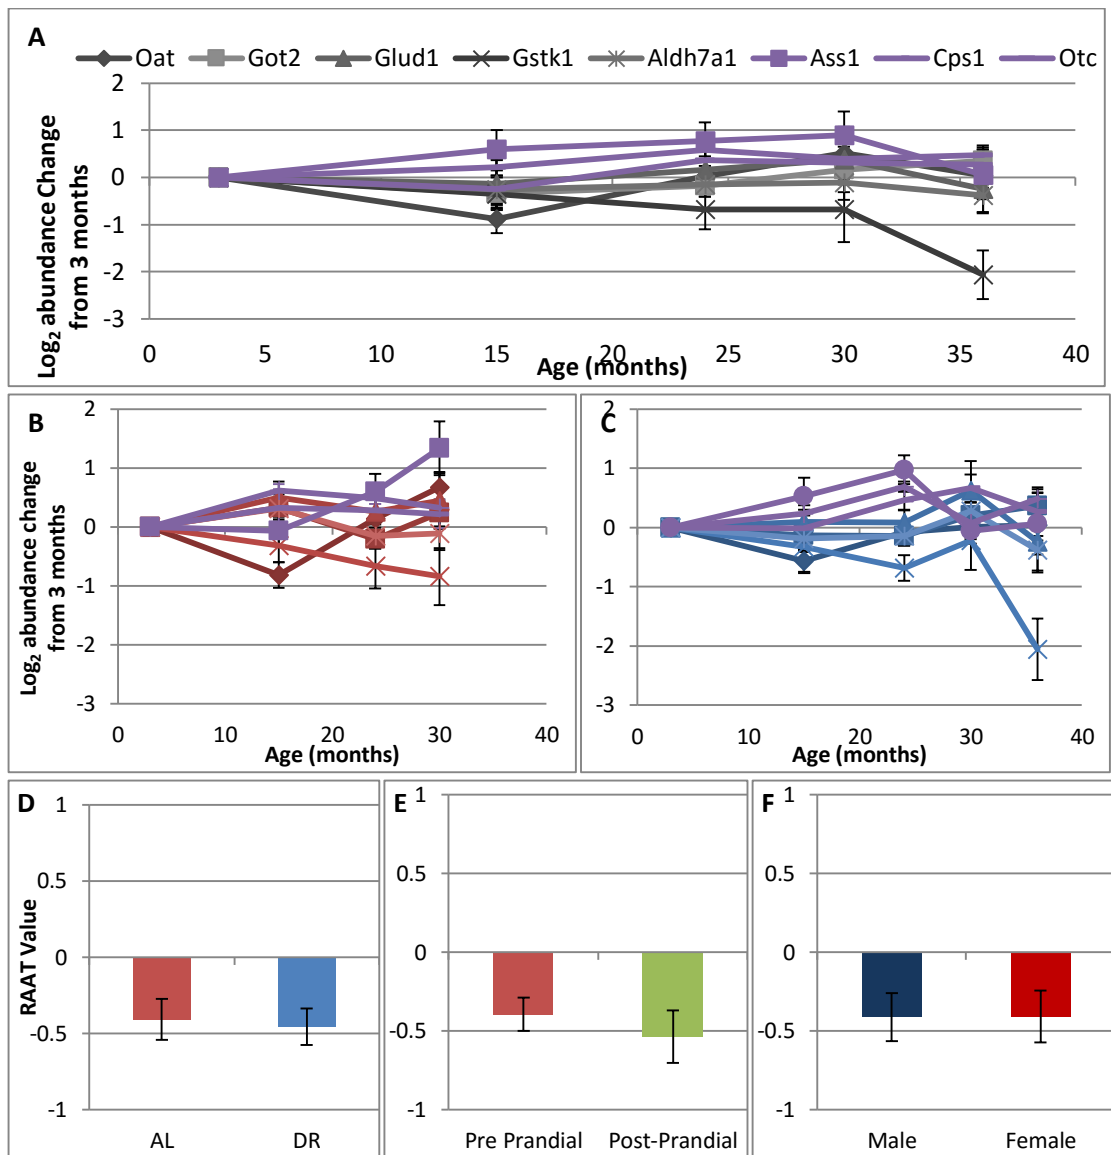 A
Oat Got2 Glud1 Gstk1 Aldh7a1 Ass1 Cps1 Otc
Log₂ abundance Change
from 3 months
2
1
0
-1
-2
-3
0 5 10 15 20 25 30 35 40
Age (months)
B
Log₂ abundance change
from 3 months
2
1
0
-1
-2
-3
0 10 20 30 40
Age (months)
C
2
1
0
-1
-2
-3
0 10 20 30 40
Age (months)
D
RAAT Value
1
0.5
0
-0.5
-1
AL DR
E
1
0.5
0
-0.5
-1
Pre Prandial Post-Prandial
F
1
0.5
0
-0.5
-1
Male Female